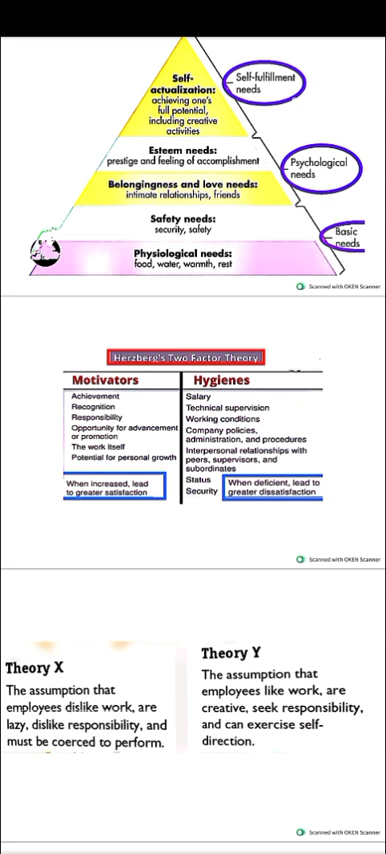 Self-
actualization:
achieving one's
full potential,
including creative
activities
Self-fulfillment
needs
Esteem needs:
prestige and feeling of accomplishment
Psychological
needs
Belongingness and love needs:
intimate relationships, friends
Safety needs:
security, safety
Basic
needs
Physiological needs:
food, water, warmth, rest
Scanned with OKEN Scanner
Herzberg's Two Factor Theory
Motivators
Achievement
Recognition
Responsibility
Opportunity for advancement
or promotion
The work itself
Potential for personal growth
When increased, lead
to greater satisfaction
Hygienes
Salary
Technical supervision
Working conditions
Company policies,
administration, and procedures
Interpersonal relationships with
peers, supervisors, and
subordinates
Status
Security
When deficient, lead to
greater dissatisfaction
Scanned with OKEN Scanner
Theory X
The assumption that
employees dislike work, are
lazy, dislike responsibility, and
must be coerced to perform.
Theory Y
The assumption that
employees like work, are
creative, seek responsibility,
and can exercise self-
direction.
Scanned with OKEN Scanner